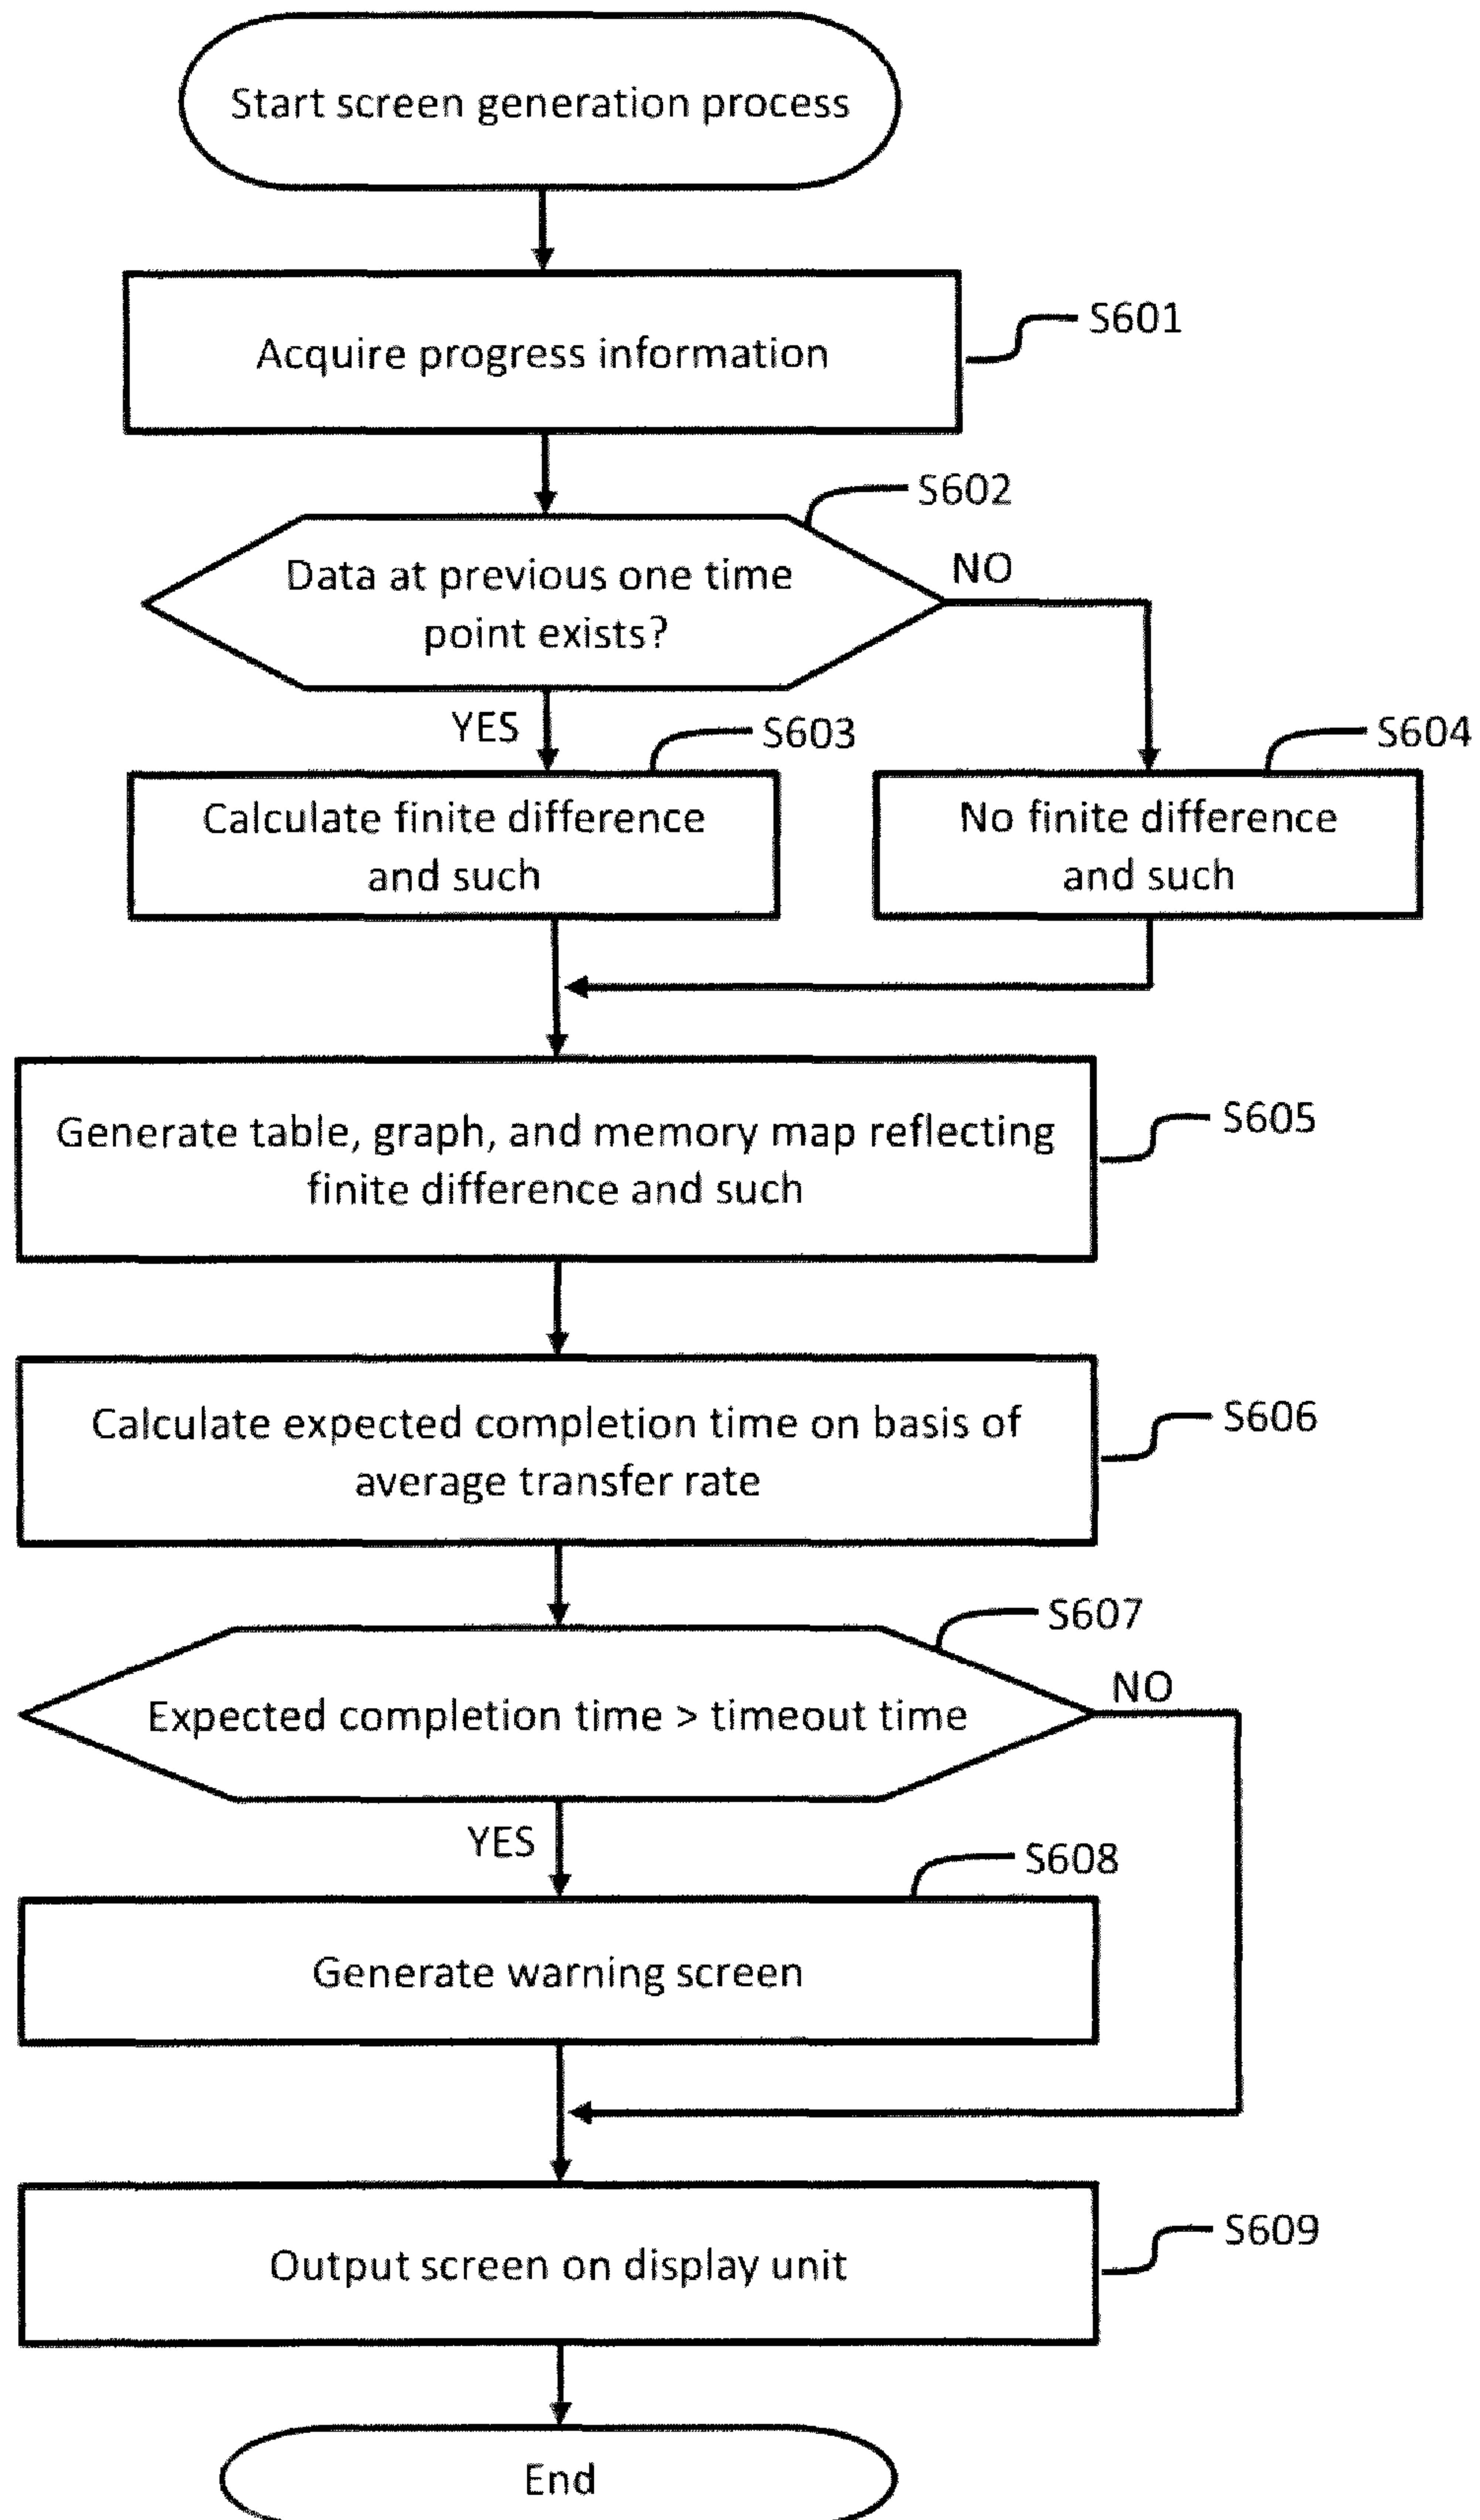 Start screen generation process
Acquire progress information
S601
S602
Data at previous one time
point exists?
NO
YES
S603
S604
Calculate finite difference
and such
No finite difference
and such
Generate table, graph, and memory map reflecting
finite difference and such
S605
Calculate expected completion time on basis of
average transfer rate
S606
S607
Expected completion time > timeout time
NO
YES
S608
Generate warning screen
Output screen on display unit
S609
End